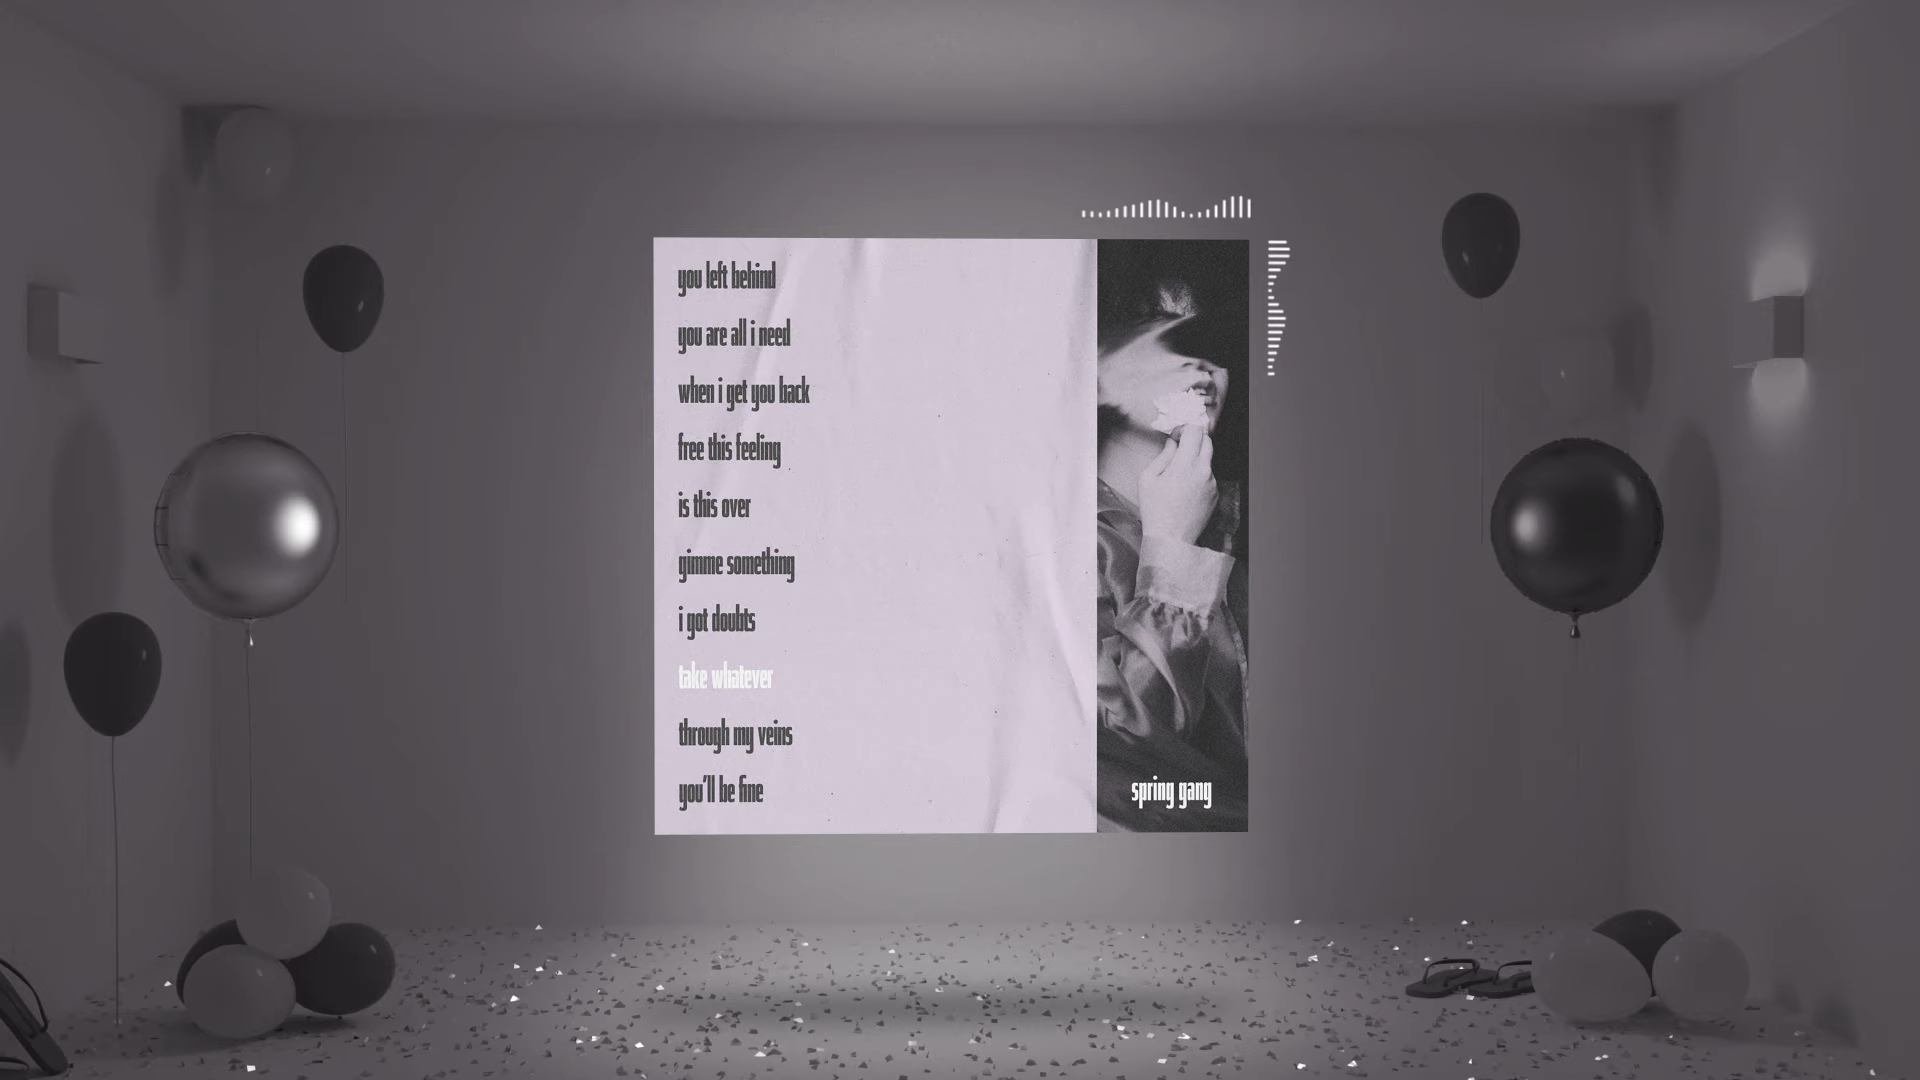 you left behind
you are all i need
when i get you back
free this feeling
is this over
gimme something
i got doubts
take whatever
through my veins
you'll be fine
spring gang